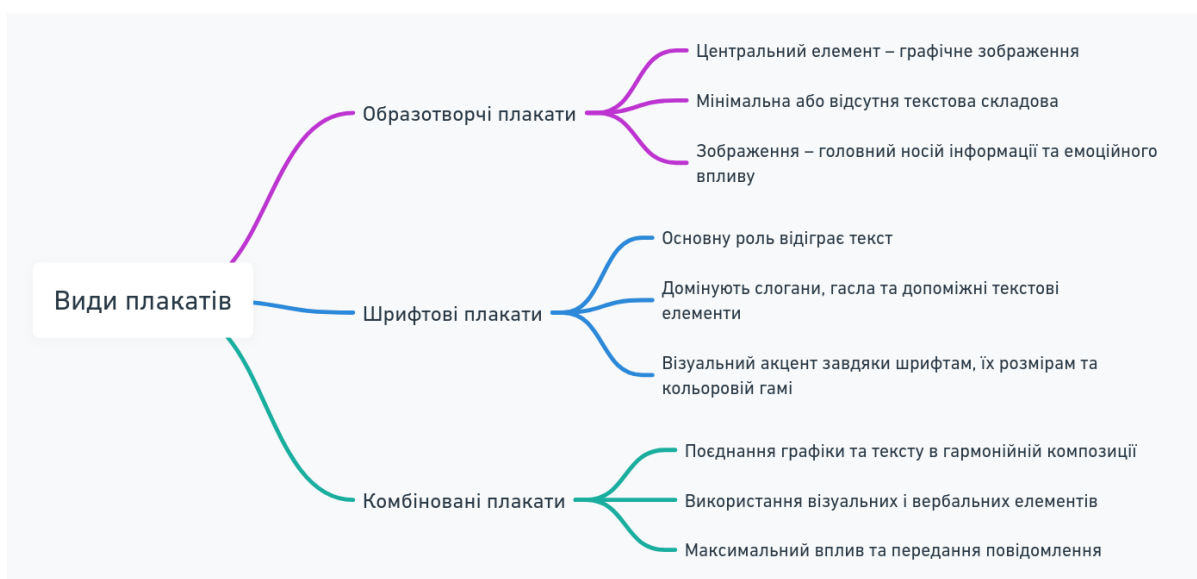 Види плакатів
Образотворчі плакати
Центральний елемент – графічне зображення
Мінімальна або відсутня текстова складова
Зображення – головний носій інформації та емоційного
впливу
Шрифтові плакати
Основну роль відіграє текст
Домінують слогани, гасла та допоміжні текстові
елементи
Візуальний акцент завдяки шрифтам, їх розмірам та
кольоровій гамі
Комбіновані плакати
Поєднання графіки та тексту в гармонійній композиції
Використання візуальних і вербальних елементів
Максимальний вплив та передання повідомлення